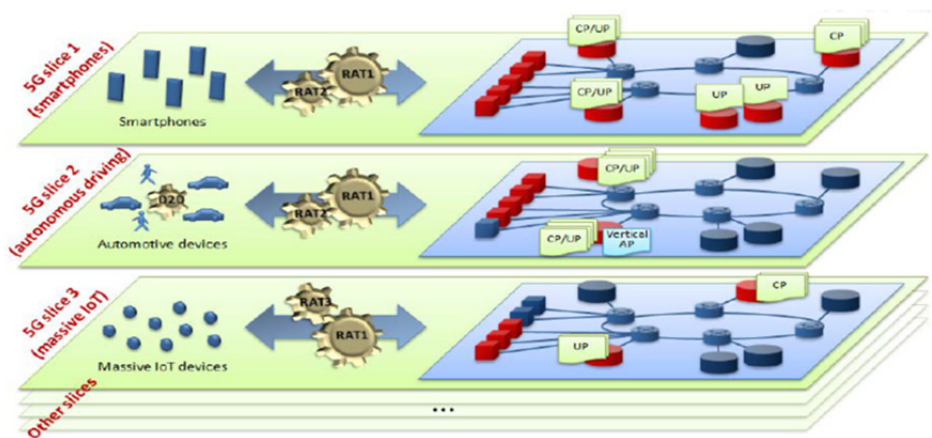 5G slice 1
(smartphones)
Smartphones
RAT1
RAT2
CP/UP
CP/UP
UP
UP
CP
5G slice 2
(autonomous driving)
D2D
Automotive devices
RAT1
RAT2
CP/UP
CP/UP
Vertical
AP
5G slice 3
(massive IoT)
Massive IoT devices
RAT3
RAT1
UP
CP
Other slices
...